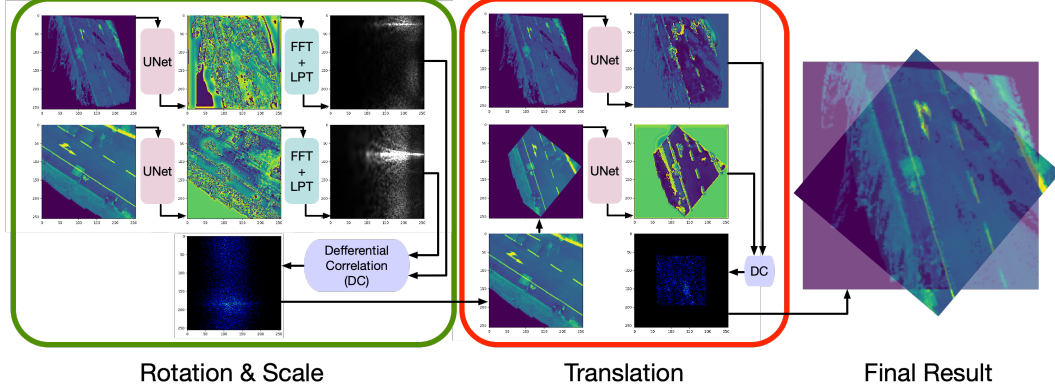 UNet
FFT
+
LPT
UNet
FFT
+
LPT
Defferential
Correlation
(DC)
UNet
UNet
DC
Rotation & Scale
Translation
Final Result